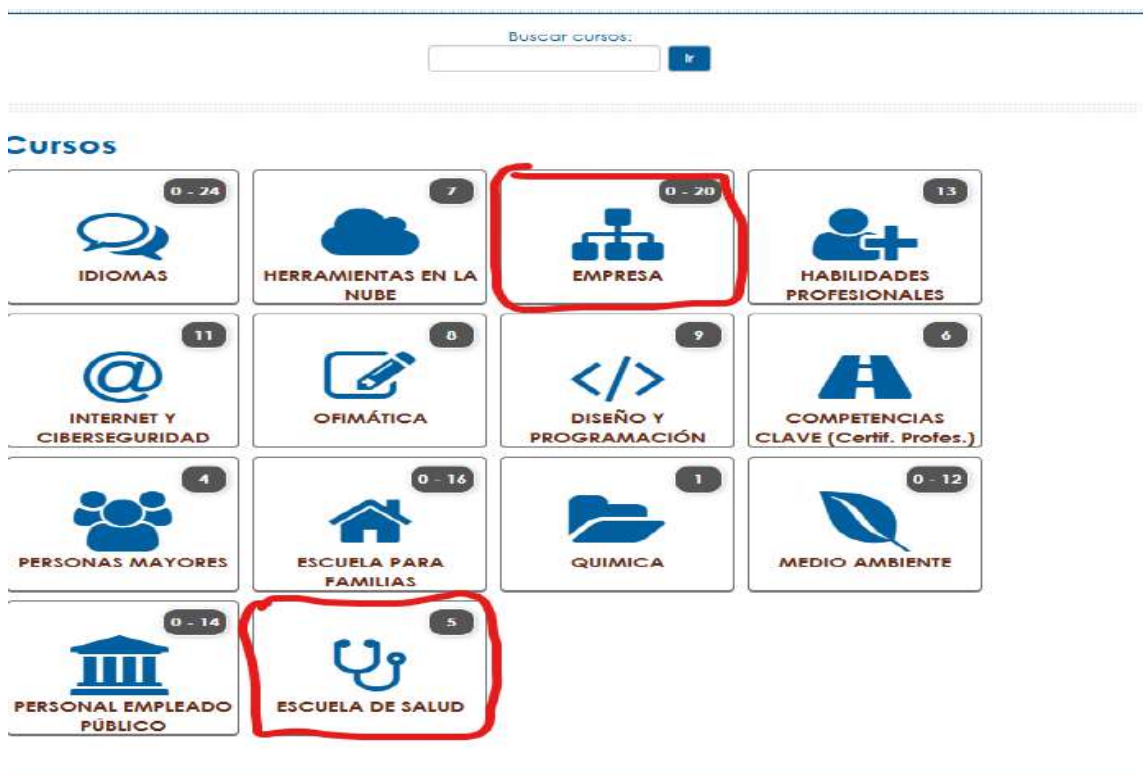 Buscar cursos:
Ir
Cursos
0 - 24
IDIOMAS
7
HERRAMIENTAS EN LA
NUBE
0 - 20
EMPRESA
13
HABILIDADES
PROFESIONALES
11
INTERNET Y
CIBERSEGURIDAD
8
OFIMÁTICA
9
</>
DISEÑO Y
PROGRAMACIÓN
6
COMPETENCIAS
CLAVE (Certif. Profes.)
4
PERSONAS MAYORES
0 - 16
ESCUELA PARA
FAMILIAS
1
QUIMICA
0 - 12
MEDIO AMBIENTE
0 - 14
PERSONAL EMPLEADO
PÚBLICO
5
ESCUELA DE SALUD